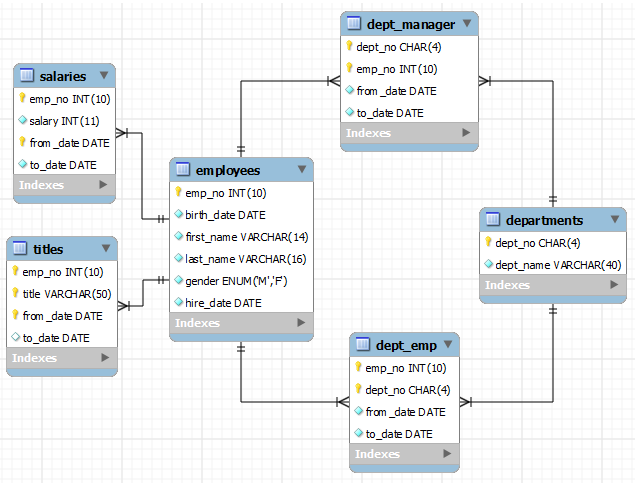 dept_manager
dept_no CHAR(4)
emp_no INT(10)
from_date DATE
to_date DATE
Indexes
salaries
emp_no INT(10)
salary INT(11)
from_date DATE
to_date DATE
Indexes
employees
emp_no INT(10)
birth_date DATE
first_name VARCHAR(14)
last_name VARCHAR(16)
gender ENUM('M','F')
hire_date DATE
Indexes
departments
dept_no CHAR(4)
dept_name VARCHAR(40)
Indexes
titles
emp_no INT(10)
title VARCHAR(50)
from_date DATE
to_date DATE
Indexes
dept_emp
emp_no INT(10)
dept_no CHAR(4)
from_date DATE
to_date DATE
Indexes